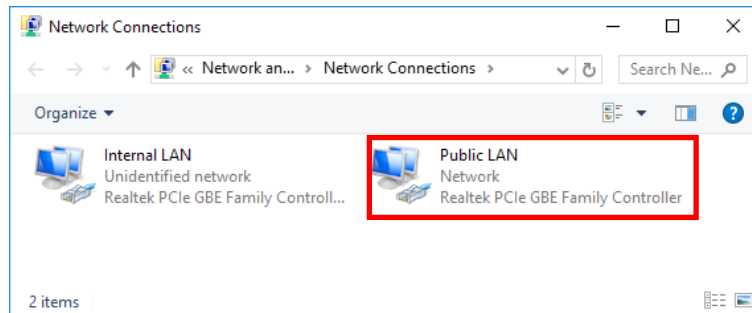 Network Connections
« Network an... › Network Connections ›
Search Ne...
Organize
?
Internal LAN
Unidentified network
Realtek PCIe GBE Family Controll...
Public LAN
Network
Realtek PCIe GBE Family Controller
2 items